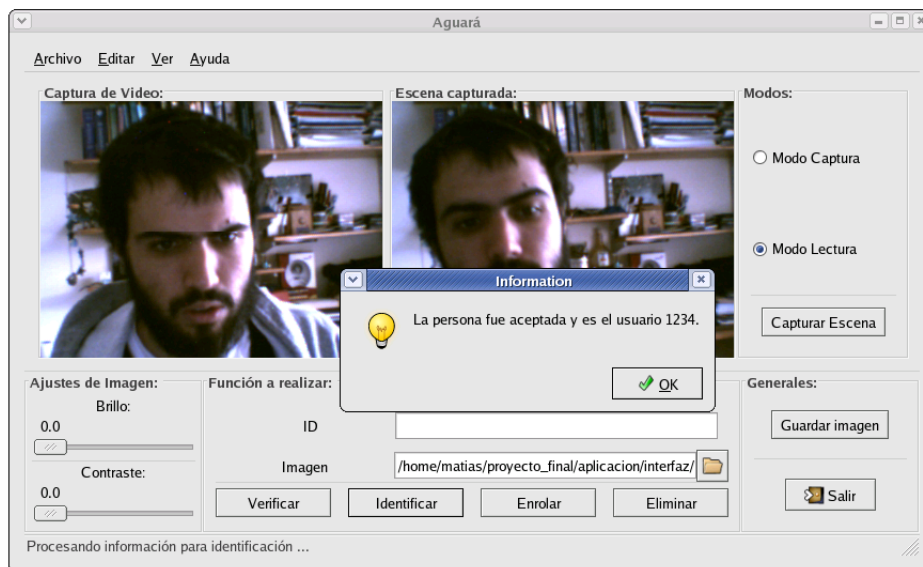 Aguará
Archivo Editar Ver Ayuda
Captura de Video: Escena capturada: Modos:
Modo Captura
Modo Lectura
Information
La persona fue aceptada y es el usuario 1234.
Capturar Escena
OK
Ajustes de Imagen: Función a realizar: Generales:
Brillo:
0.0
ID
Guardar imagen
Contraste:
Imagen /home/matias/proyecto_final/aplicacion/interfaz/
0.0
Verificar Identificar Enrolar Eliminar
Salir
Procesando información para identificación ...